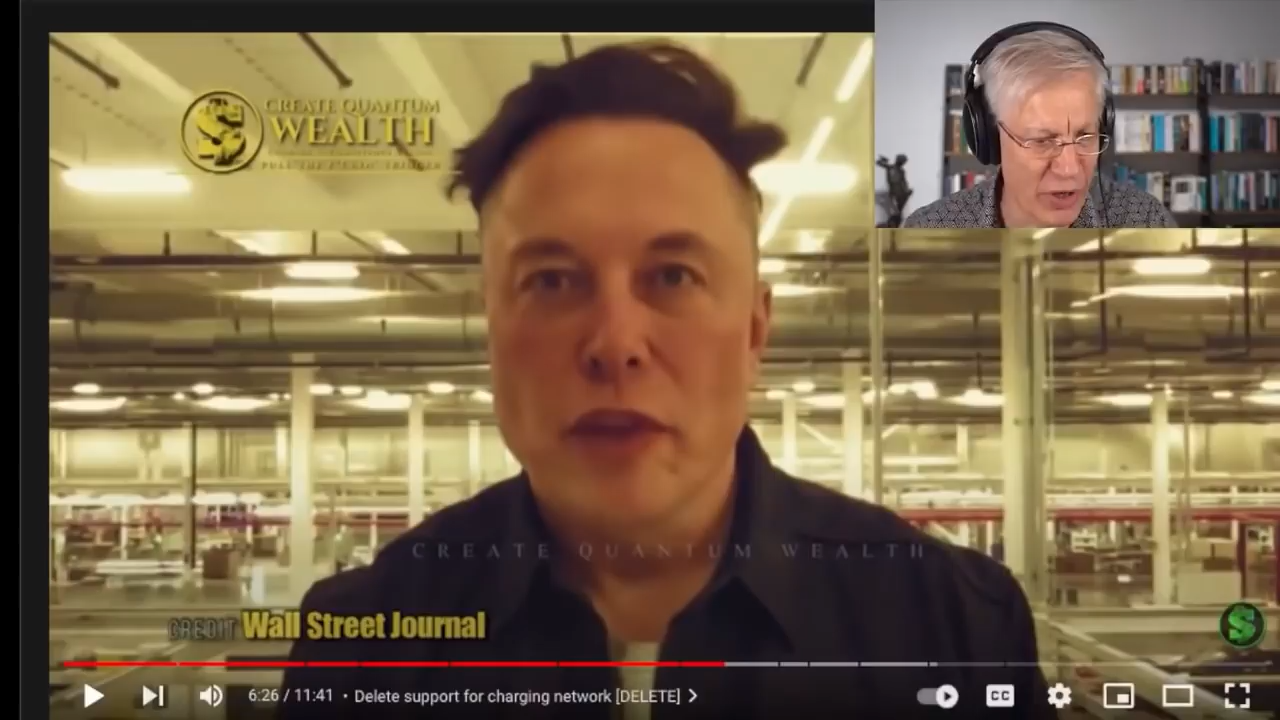 CREATE QUANTUM
WEALTH
CREATE QUANTUM WEALTH
CREDIT Wall Street Journal
6:26 / 11:41 • Delete support for charging network [DELETE] >
CC